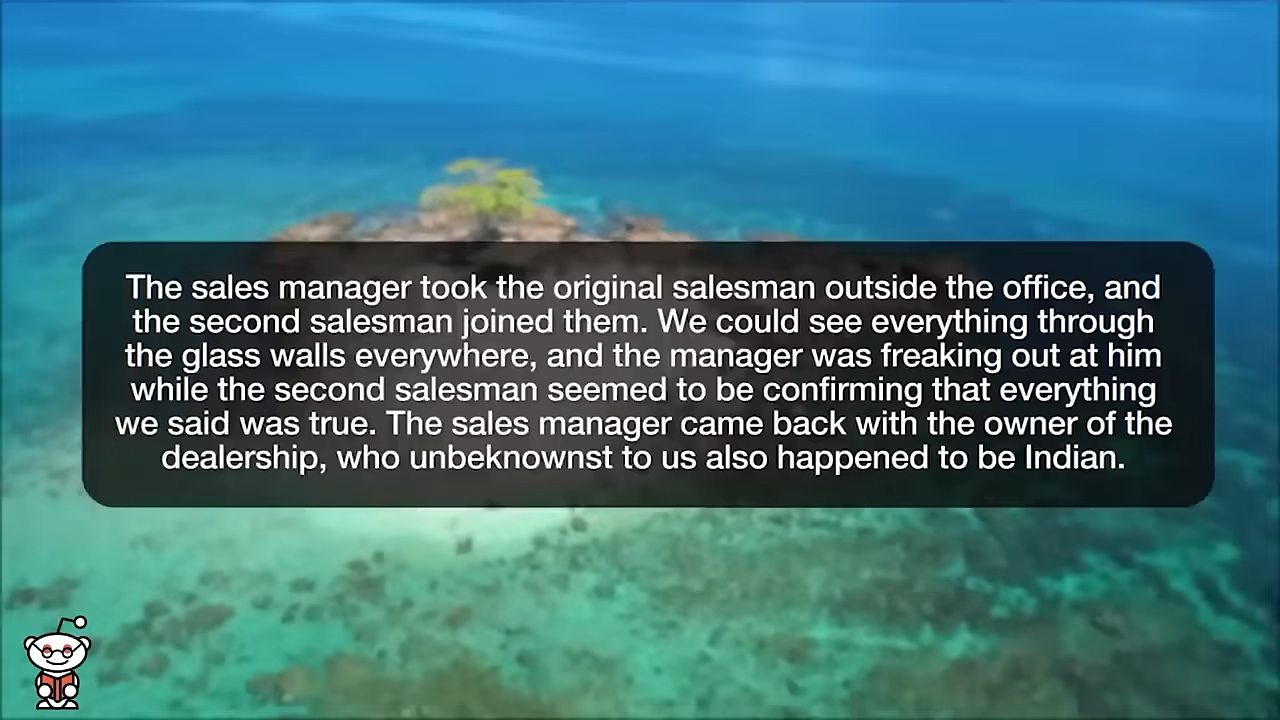 The sales manager took the original salesman outside the office, and
the second salesman joined them. We could see everything through
the glass walls everywhere, and the manager was freaking out at him
while the second salesman seemed to be confirming that everything
we said was true. The sales manager came back with the owner of the
dealership, who unbeknownst to us also happened to be Indian.